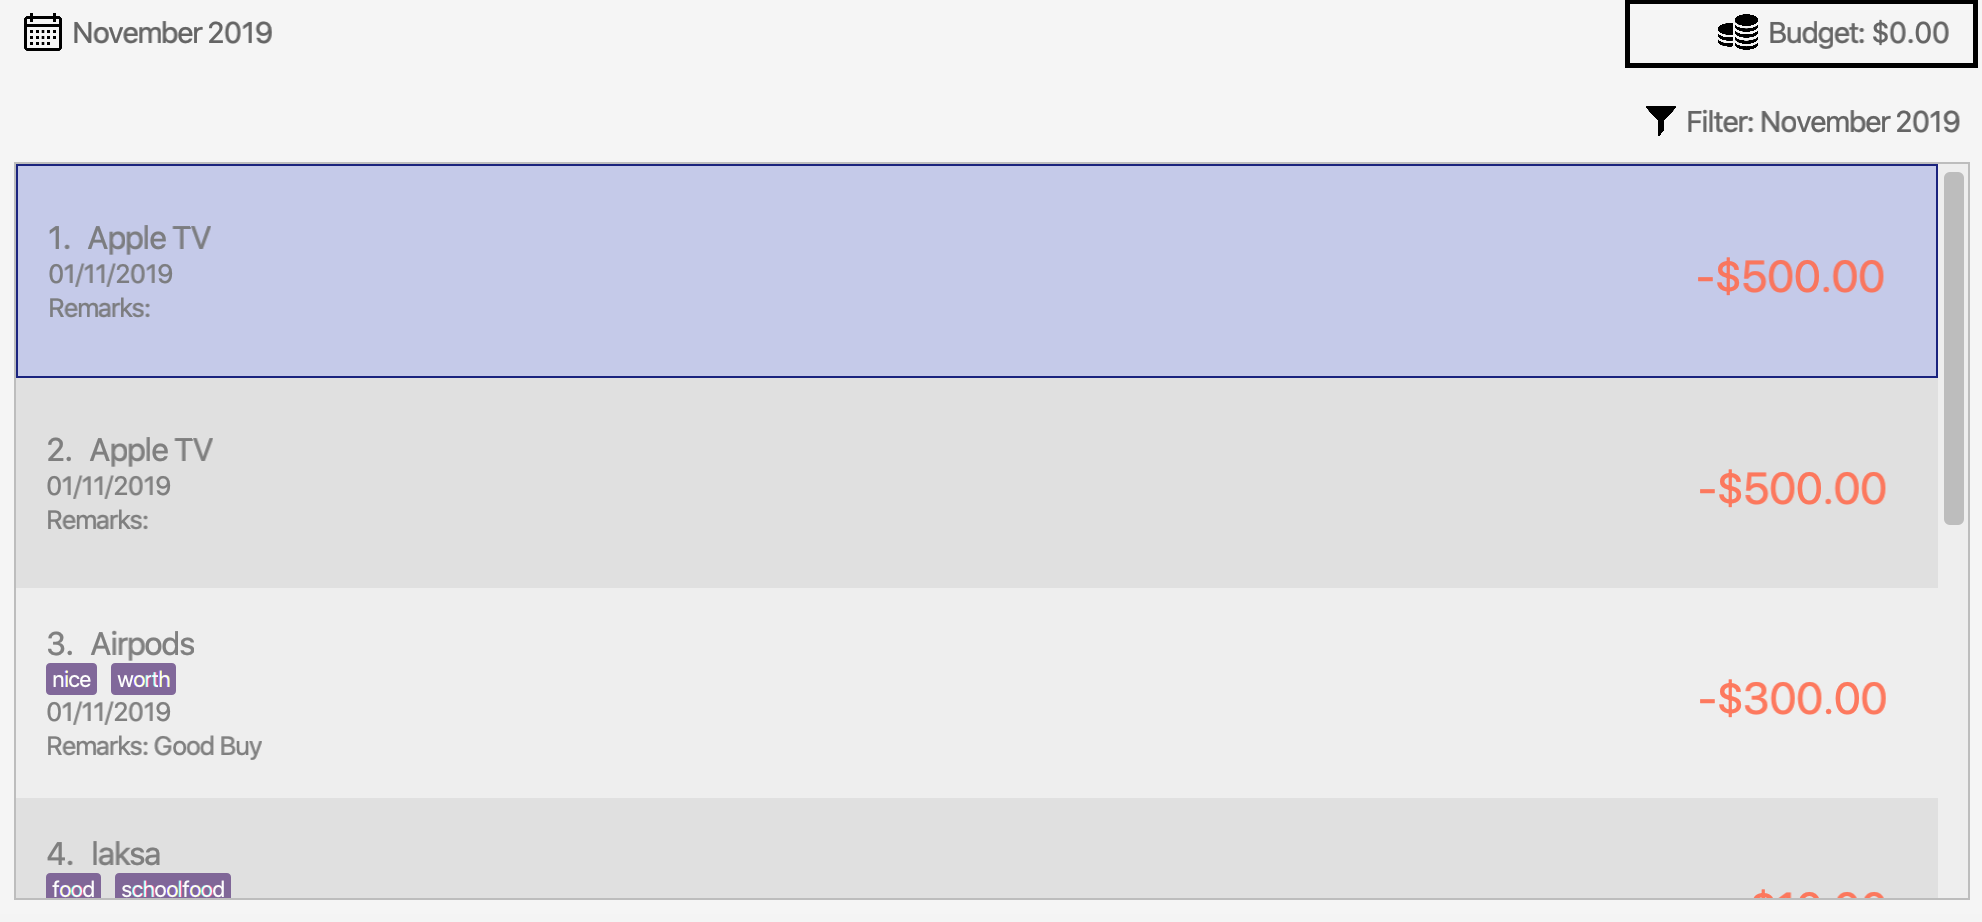 November 2019
Budget: $0.00
Filter: November 2019
1. Apple TV
01/11/2019
Remarks:
-$500.00
2. Apple TV
01/11/2019
Remarks:
-$500.00
3. Airpods
nice worth
01/11/2019
Remarks: Good Buy
-$300.00
4. laksa
food schoolfood